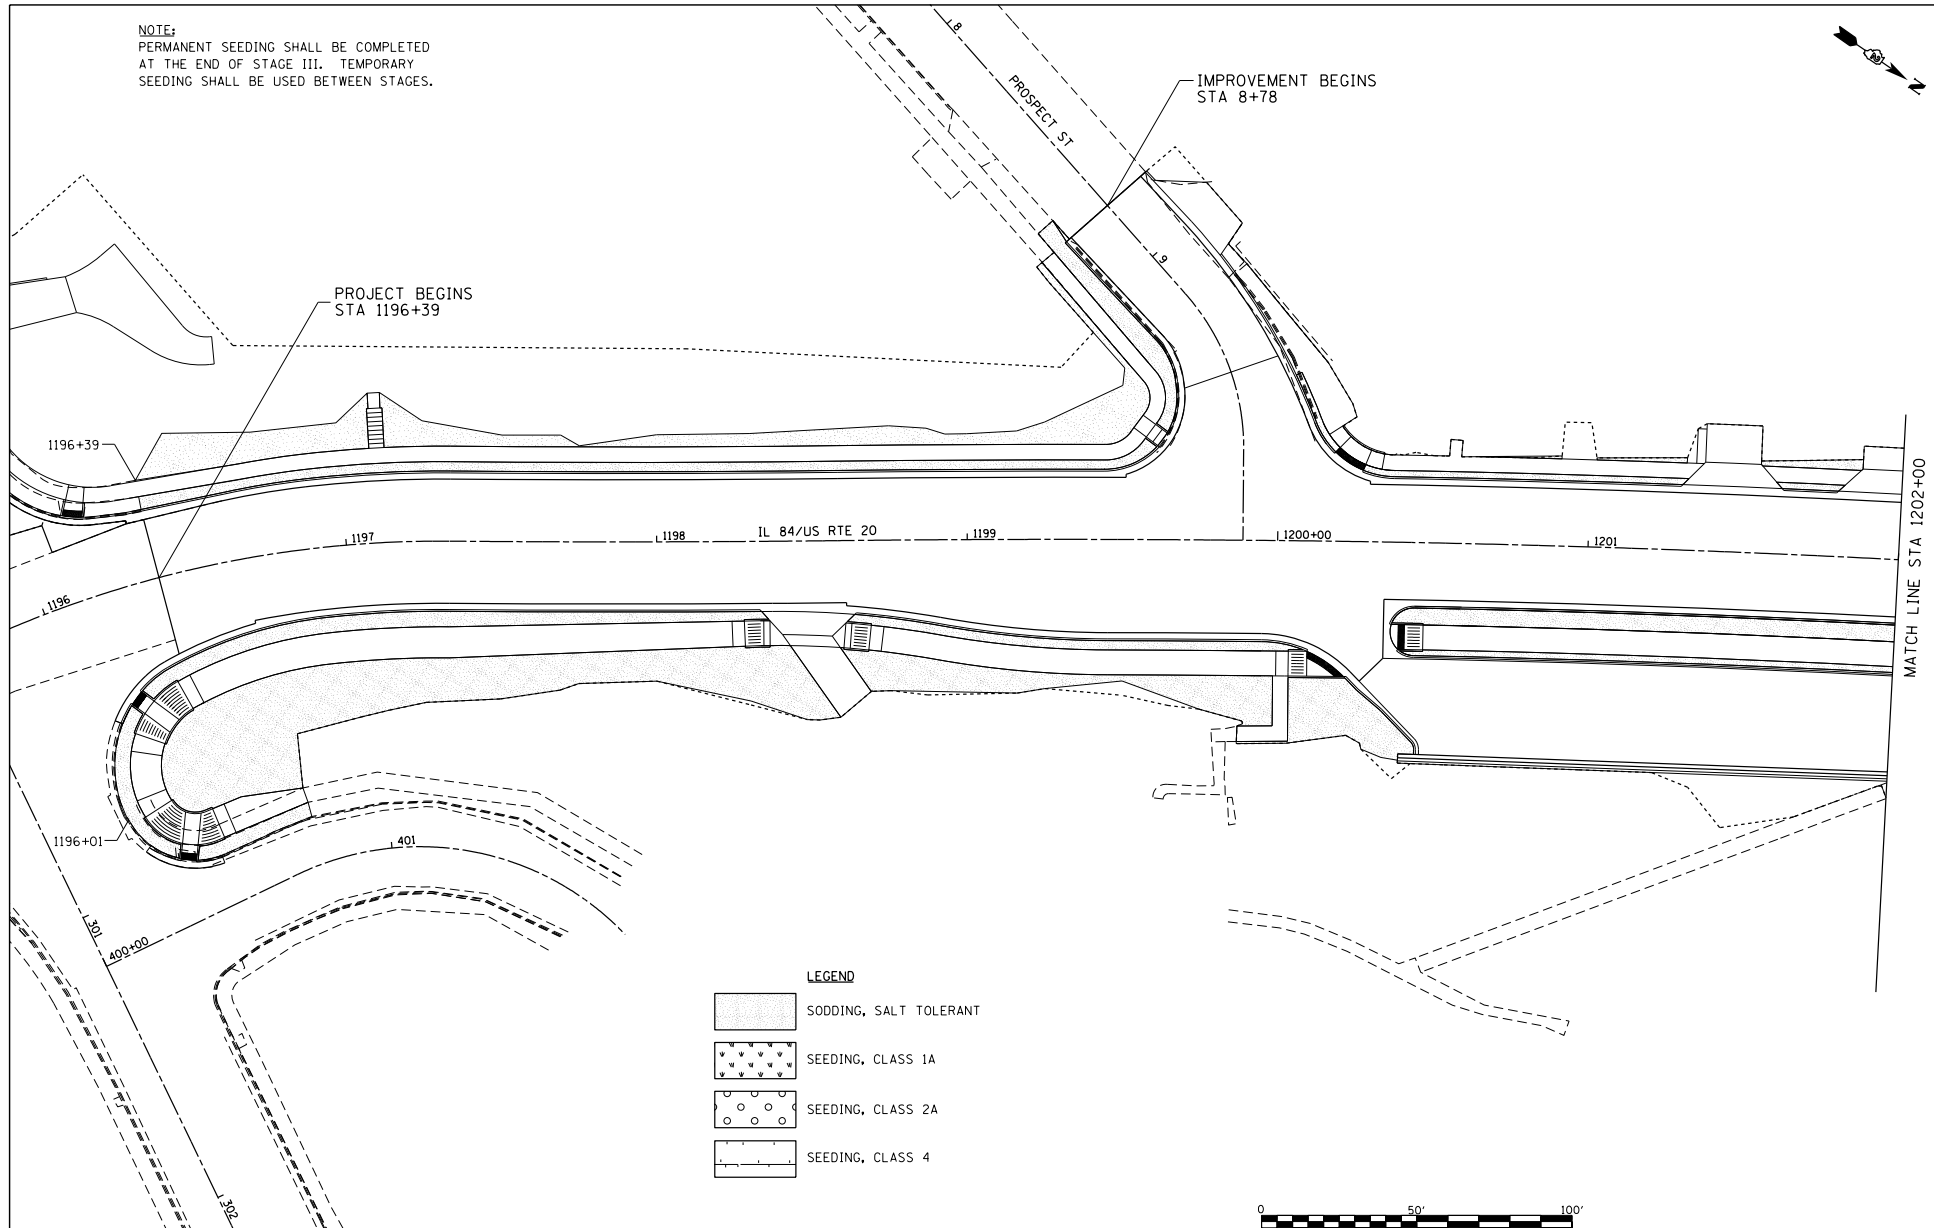 NOTE:
PERMANENT SEEDING SHALL BE COMPLETED
AT THE END OF STAGE III. TEMPORARY
SEEDING SHALL BE USED BETWEEN STAGES.
8
PROSPECT ST
IMPROVEMENT BEGINS
STA 8+78
N
9
PROJECT BEGINS
STA 1196+39
1196+39
1196
1197
1198
IL 84/US RTE 20
1199
1200+00
1201
MATCH LINE STA 1202+00
1196+01
401
301
400+00
302
LEGEND
SODDING, SALT TOLERANT
SEEDING, CLASS 1A
SEEDING, CLASS 2A
SEEDING, CLASS 4
0 50' 100'